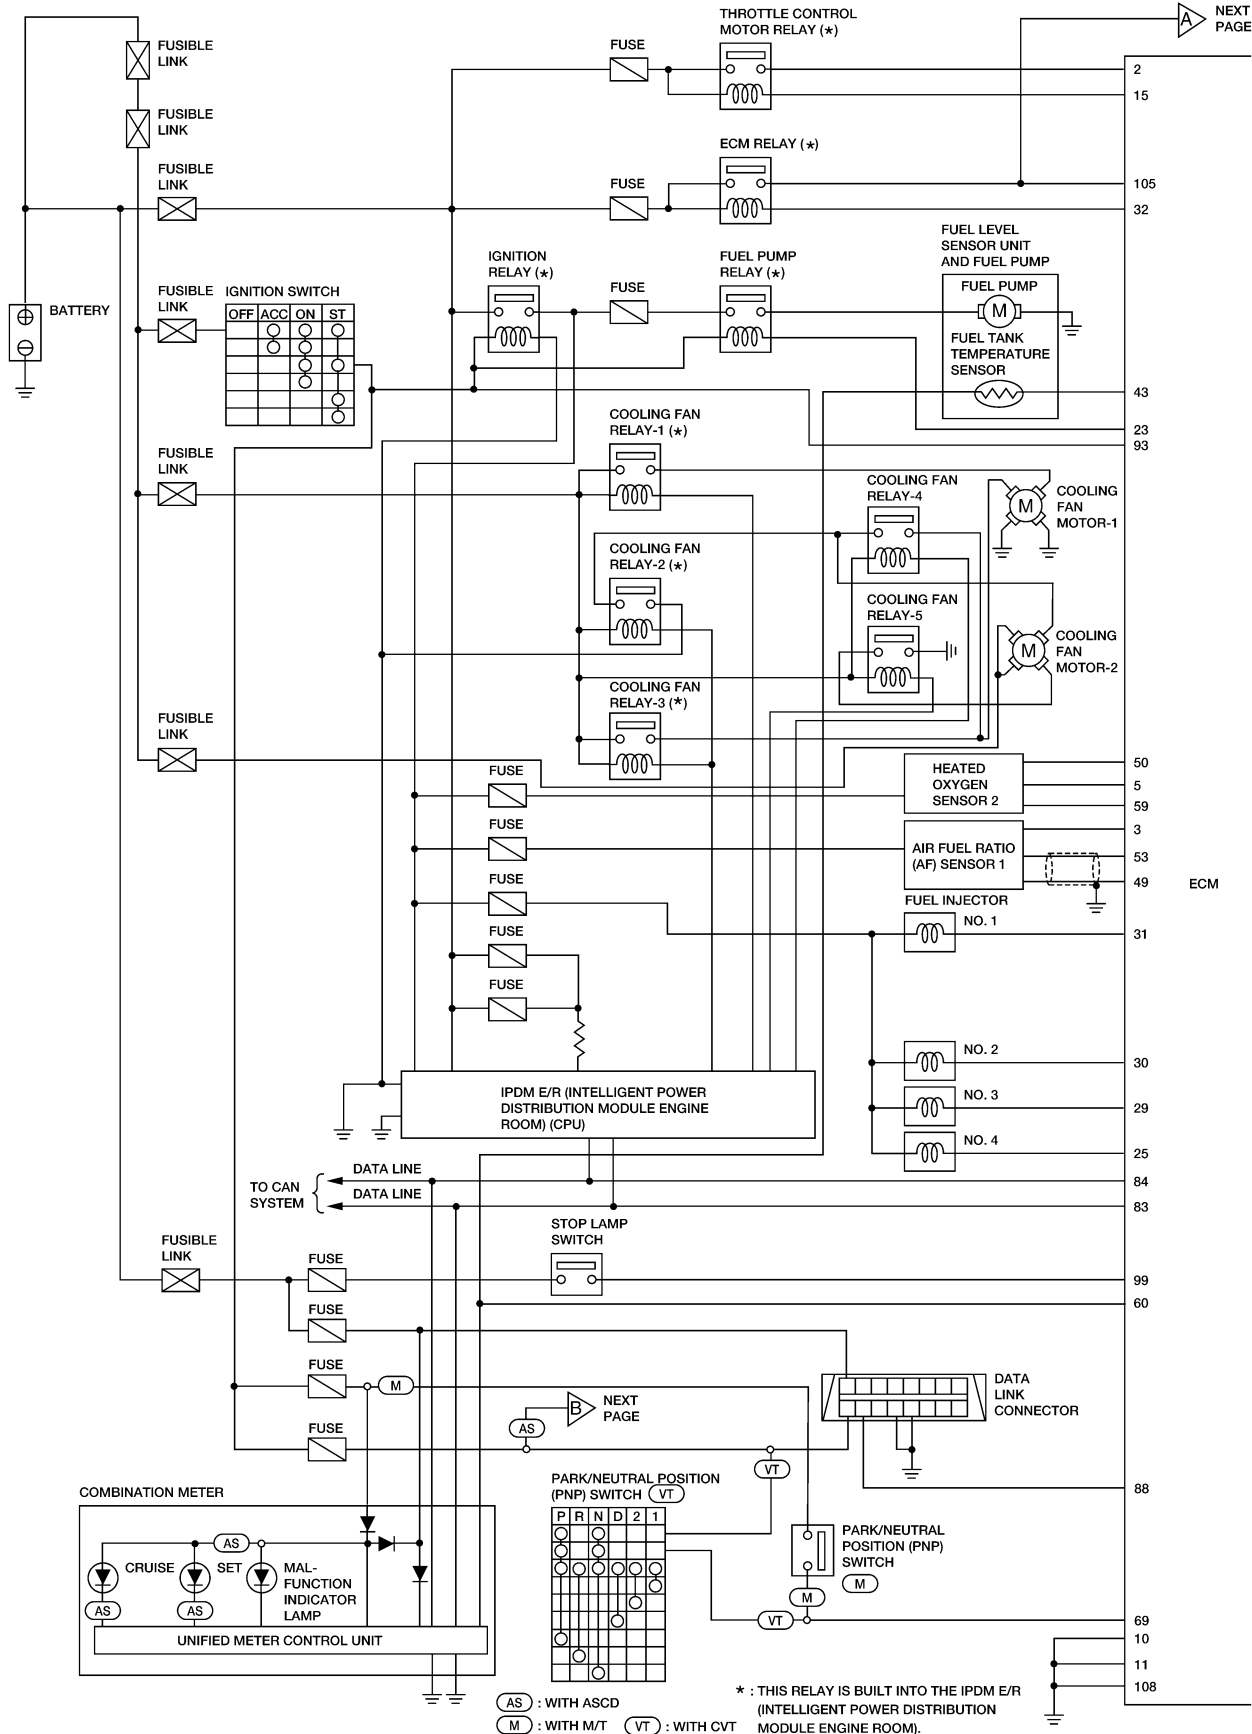 THROTTLE CONTROL
MOTOR RELAY (*)
A
NEXT
PAGE
FUSIBLE
LINK
FUSE
2
15
FUSIBLE
LINK
ECM RELAY (*)
FUSIBLE
LINK
FUSE
105
32
FUEL LEVEL
SENSOR UNIT
AND FUEL PUMP
IGNITION
RELAY (*)
FUEL PUMP
RELAY (*)
BATTERY
FUSIBLE
LINK
IGNITION SWITCH
OFF ACC ON ST
FUSE
FUEL PUMP
M
FUEL TANK
TEMPERATURE
SENSOR
43
23
93
COOLING FAN
RELAY-1 (*)
FUSIBLE
LINK
COOLING FAN
RELAY-4
M
COOLING
FAN
MOTOR-1
COOLING FAN
RELAY-2 (*)
COOLING FAN
RELAY-5
M
COOLING
FAN
MOTOR-2
COOLING FAN
RELAY-3 (*)
FUSIBLE
LINK
FUSE
HEATED
OXYGEN
SENSOR 2
50
5
59
FUSE
AIR FUEL RATIO
(AF) SENSOR 1
3
53
49
ECM
FUSE
FUEL INJECTOR
NO. 1
31
FUSE
FUSE
NO. 2
30
NO. 3
29
NO. 4
25
IPDM E/R (INTELLIGENT POWER
DISTRIBUTION MODULE ENGINE
ROOM) (CPU)
TO CAN
SYSTEM
DATA LINE
84
DATA LINE
83
STOP LAMP
SWITCH
FUSIBLE
LINK
FUSE
99
60
FUSE
FUSE
M
DATA
LINK
CONNECTOR
B
NEXT
PAGE
AS
FUSE
VT
88
COMBINATION METER
PARK/NEUTRAL POSITION
(PNP) SWITCH VT
P R N D 2 1
PARK/NEUTRAL
POSITION (PNP)
SWITCH
M
M
AS
CRUISE
SET
MAL-
FUNCTION
INDICATOR
LAMP
AS
AS
UNIFIED METER CONTROL UNIT
VT
69
10
11
108
AS : WITH ASCD
M : WITH M/T
VT : WITH CVT
* : THIS RELAY IS BUILT INTO THE IPDM E/R
(INTELLIGENT POWER DISTRIBUTION
MODULE ENGINE ROOM).